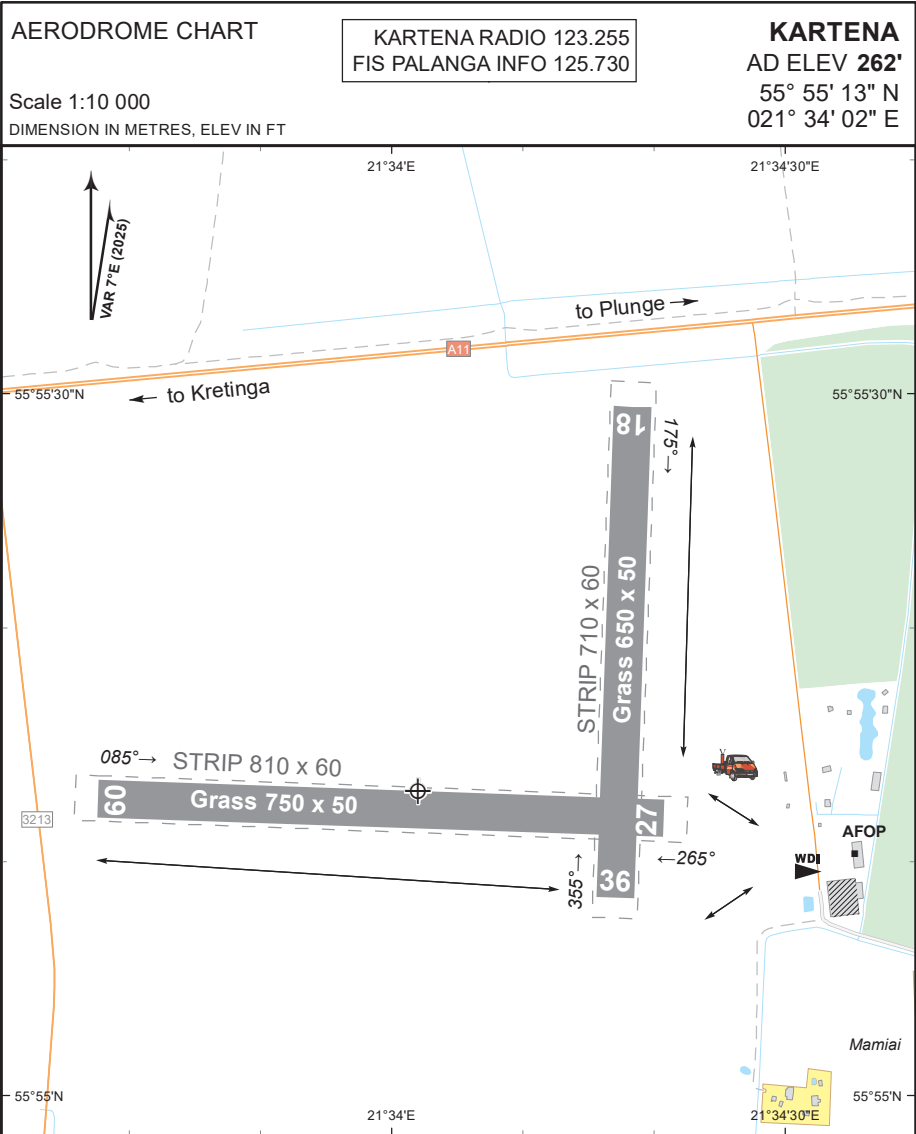 AERODROME CHART
KARTENA RADIO 123.255
FIS PALANGA INFO 125.730
KARTENA
AD ELEV 262'
55° 55' 13" N
021° 34' 02" E
Scale 1:10 000
DIMENSION IN METRES, ELEV IN FT
21°34'E
21°34'30"E
VAR 7°E (2025)
to Plunge →
A11
← to Kretinga
55°55'30"N
55°55'30"N
18
175°→
STRIP 710 x 60
Grass 650 x 50
085°→ STRIP 810 x 60
09
Grass 750 x 50
27
3213
AFOP
←265°
355°→
WDI
36
Mamiai
55°55'N
55°55'N
21°34'E
21°34'30"E